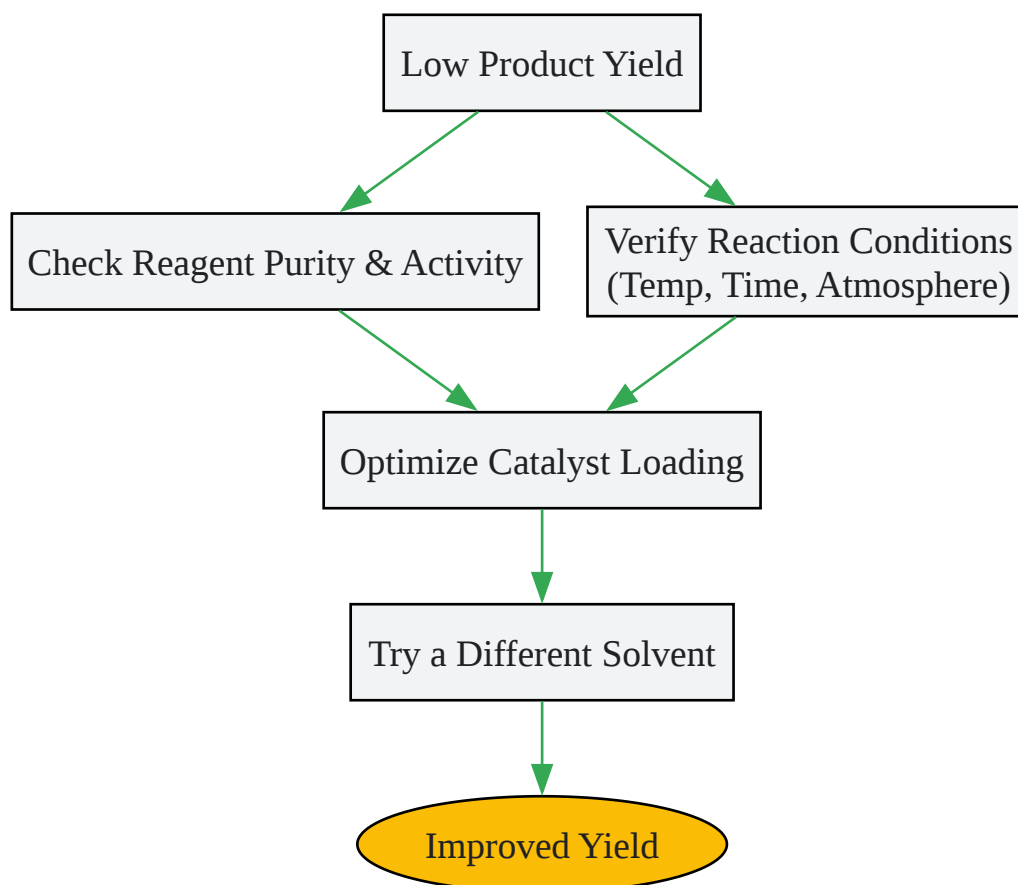 Low Product Yield
Check Reagent Purity & Activity
Verify Reaction Conditions
(Temp, Time, Atmosphere)
Optimize Catalyst Loading
Try a Different Solvent
Improved Yield